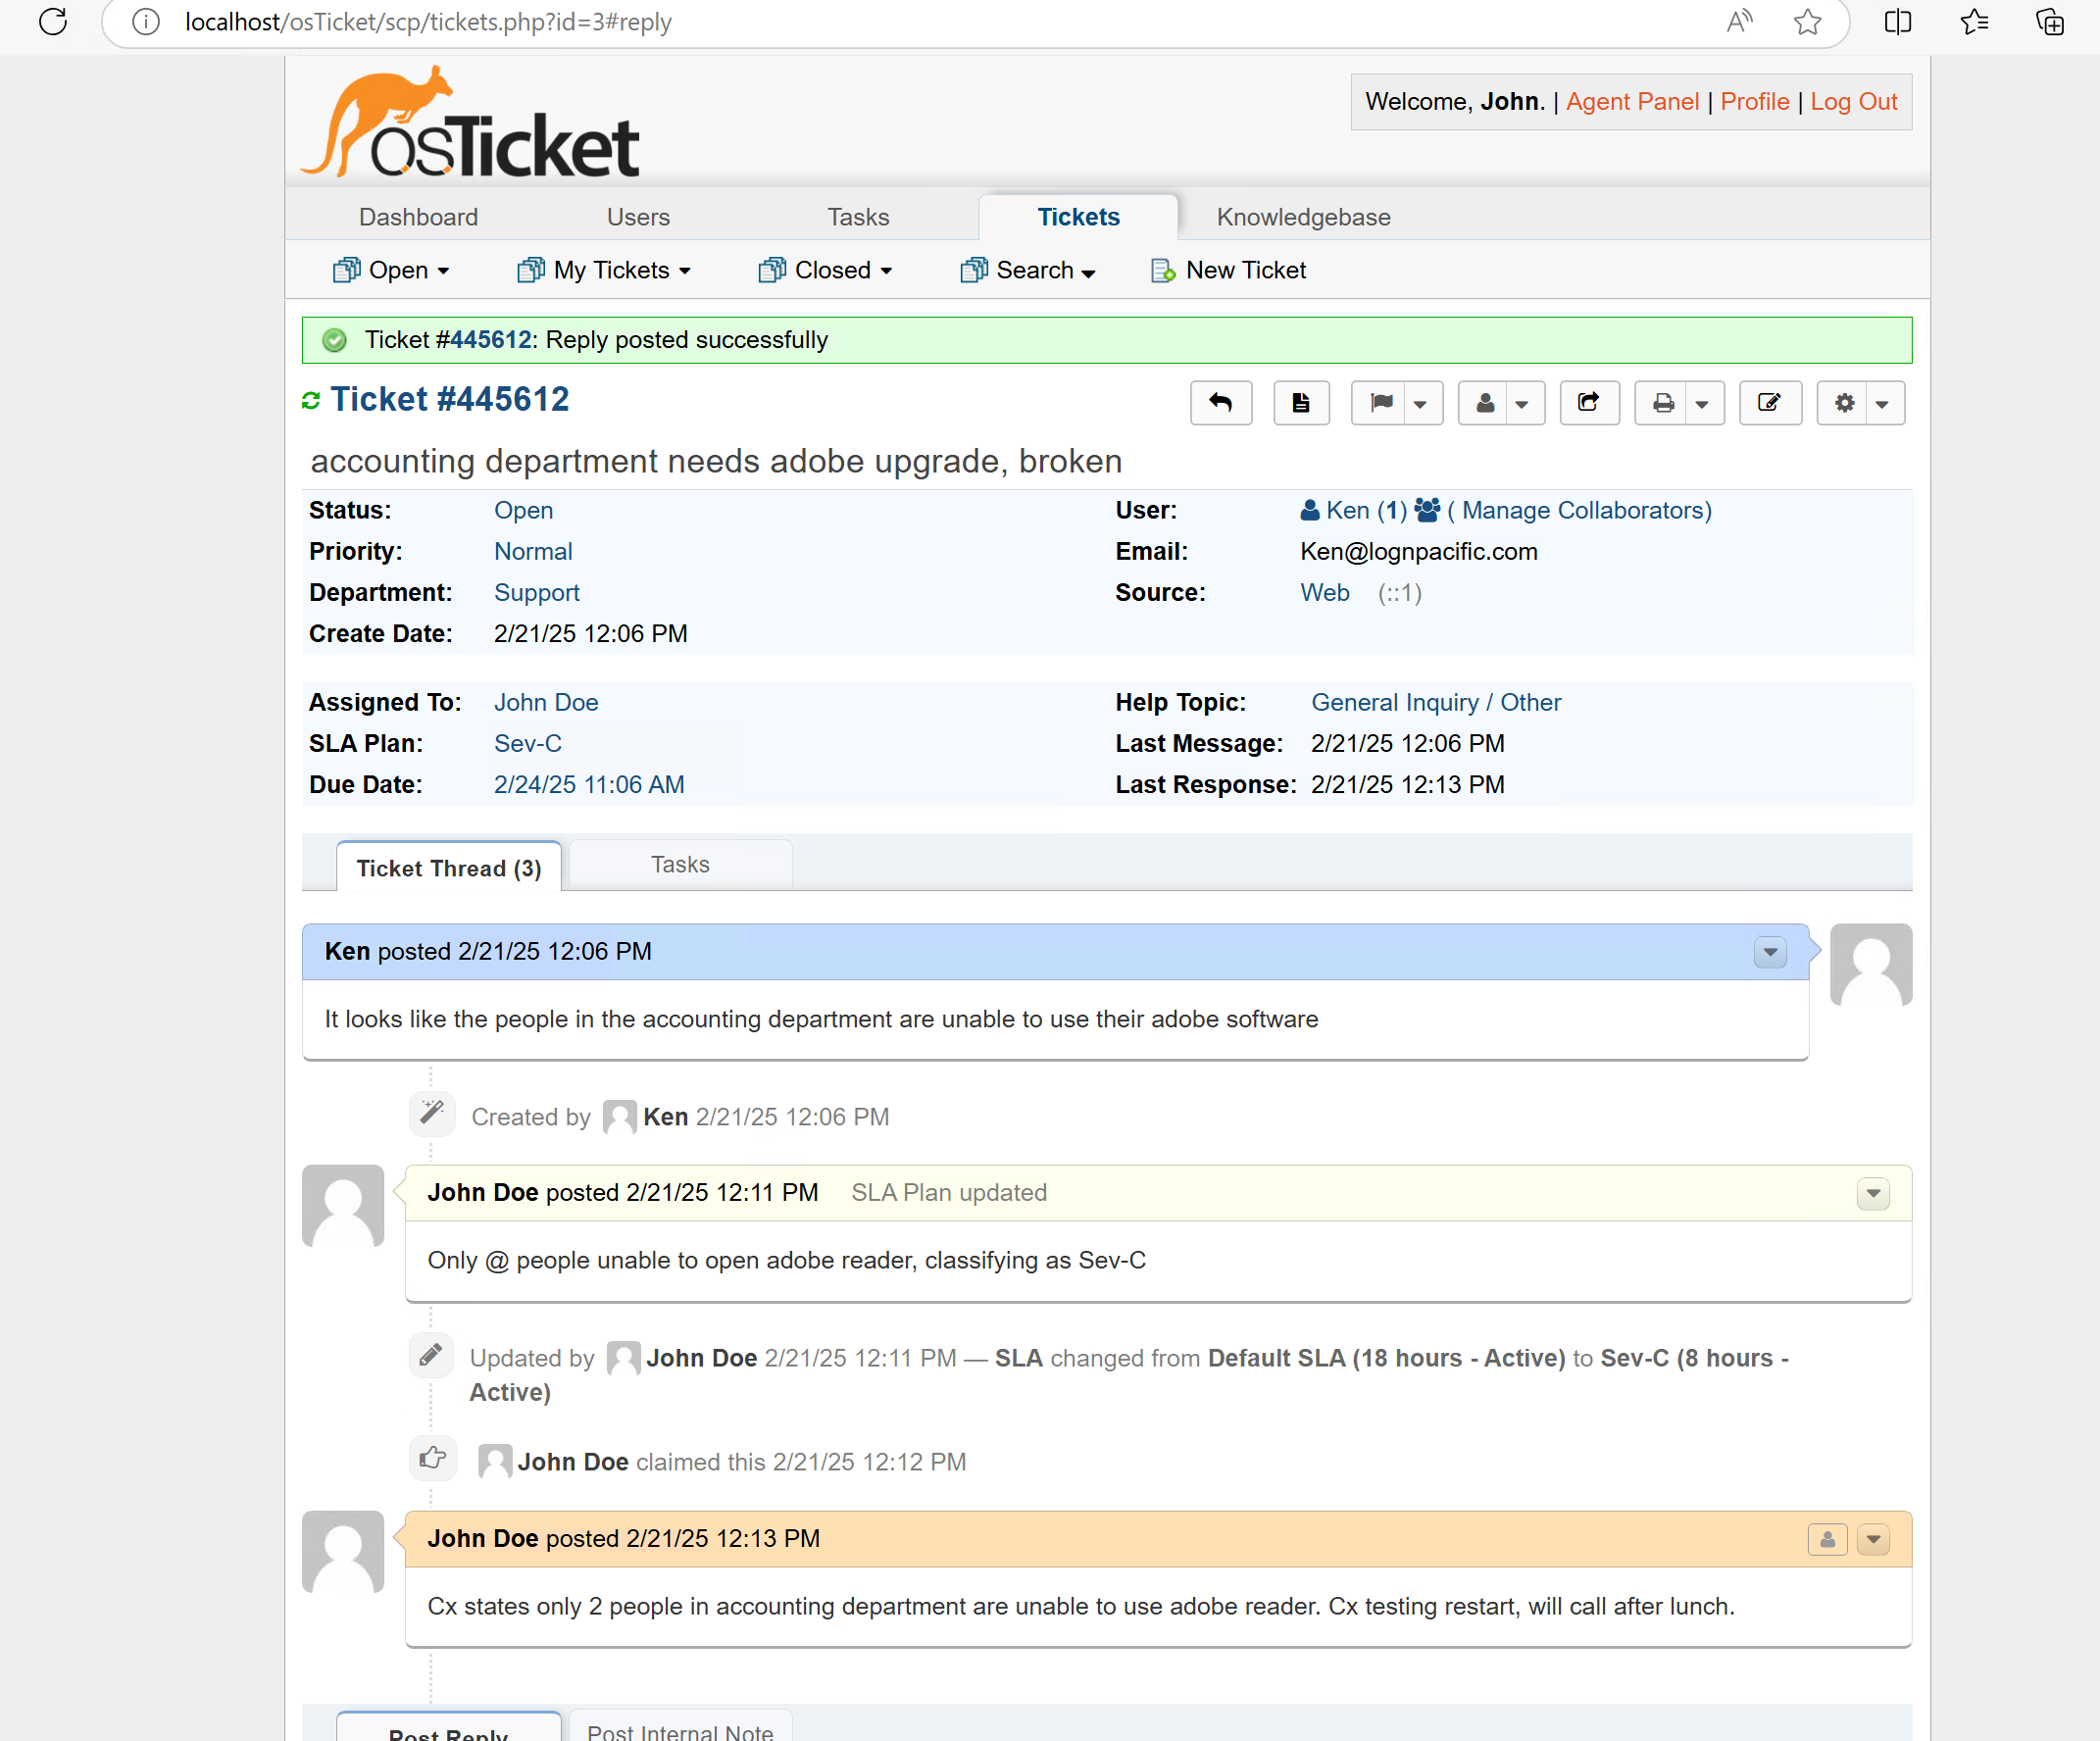 localhost/osTicket/scp/tickets.php?id=3#reply
osTicket
Welcome, John. | Agent Panel | Profile | Log Out
Dashboard Users Tasks Tickets Knowledgebase
Open My Tickets Closed Search New Ticket
Ticket #445612: Reply posted successfully
Ticket #445612
accounting department needs adobe upgrade, broken
Status: Open User: Ken (1) ( Manage Collaborators)
Priority: Normal Email: Ken@lognpacific.com
Department: Support Source: Web (::1)
Create Date: 2/21/25 12:06 PM
Assigned To: John Doe Help Topic: General Inquiry / Other
SLA Plan: Sev-C Last Message: 2/21/25 12:06 PM
Due Date: 2/24/25 11:06 AM Last Response: 2/21/25 12:13 PM
Ticket Thread (3) Tasks
Ken posted 2/21/25 12:06 PM
It looks like the people in the accounting department are unable to use their adobe software
Created by Ken 2/21/25 12:06 PM
John Doe posted 2/21/25 12:11 PM SLA Plan updated
Only @ people unable to open adobe reader, classifying as Sev-C
Updated by John Doe 2/21/25 12:11 PM — SLA changed from Default SLA (18 hours - Active) to Sev-C (8 hours -
Active)
John Doe claimed this 2/21/25 12:12 PM
John Doe posted 2/21/25 12:13 PM
Cx states only 2 people in accounting department are unable to use adobe reader. Cx testing restart, will call after lunch.
Post Reply Post Internal Note